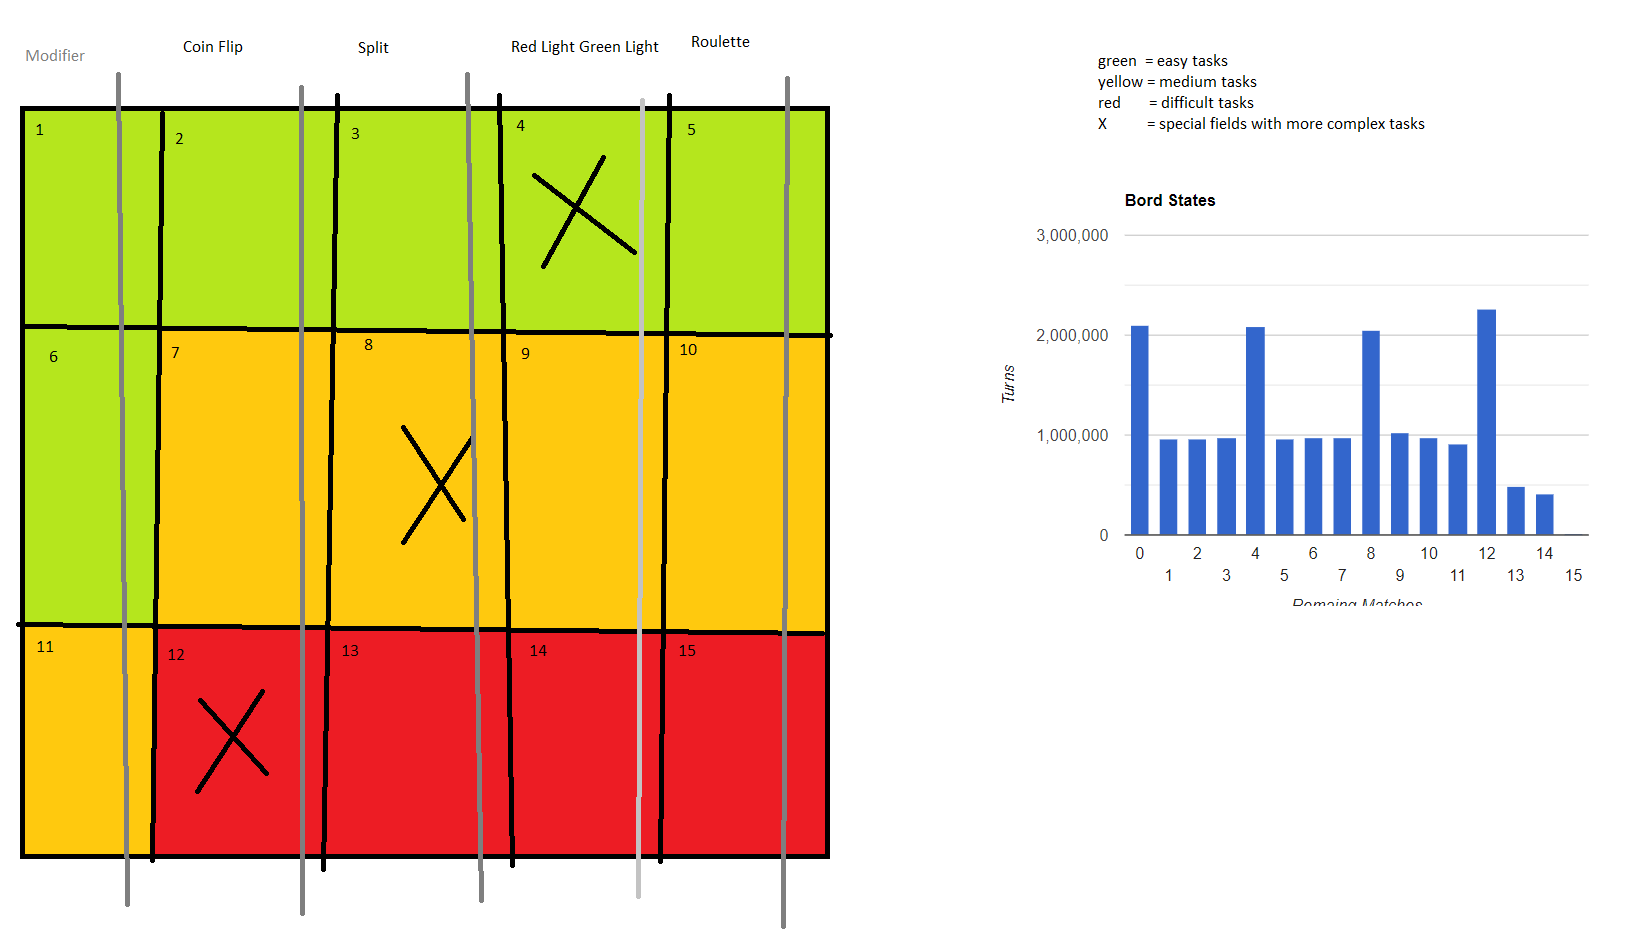 Modifier
Coin Flip
Split
Red Light Green Light
Roulette
1
2
3
4
5
6
7
8
9
10
11
12
13
14
15
green = easy tasks
yellow = medium tasks
red = difficult tasks
X = special fields with more complex tasks
Bord States
3,000,000
2,000,000
1,000,000
0
Turns
0 2 4 6 8 10 12 14
1 3 5 7 9 11 13 15
Remaing Matches